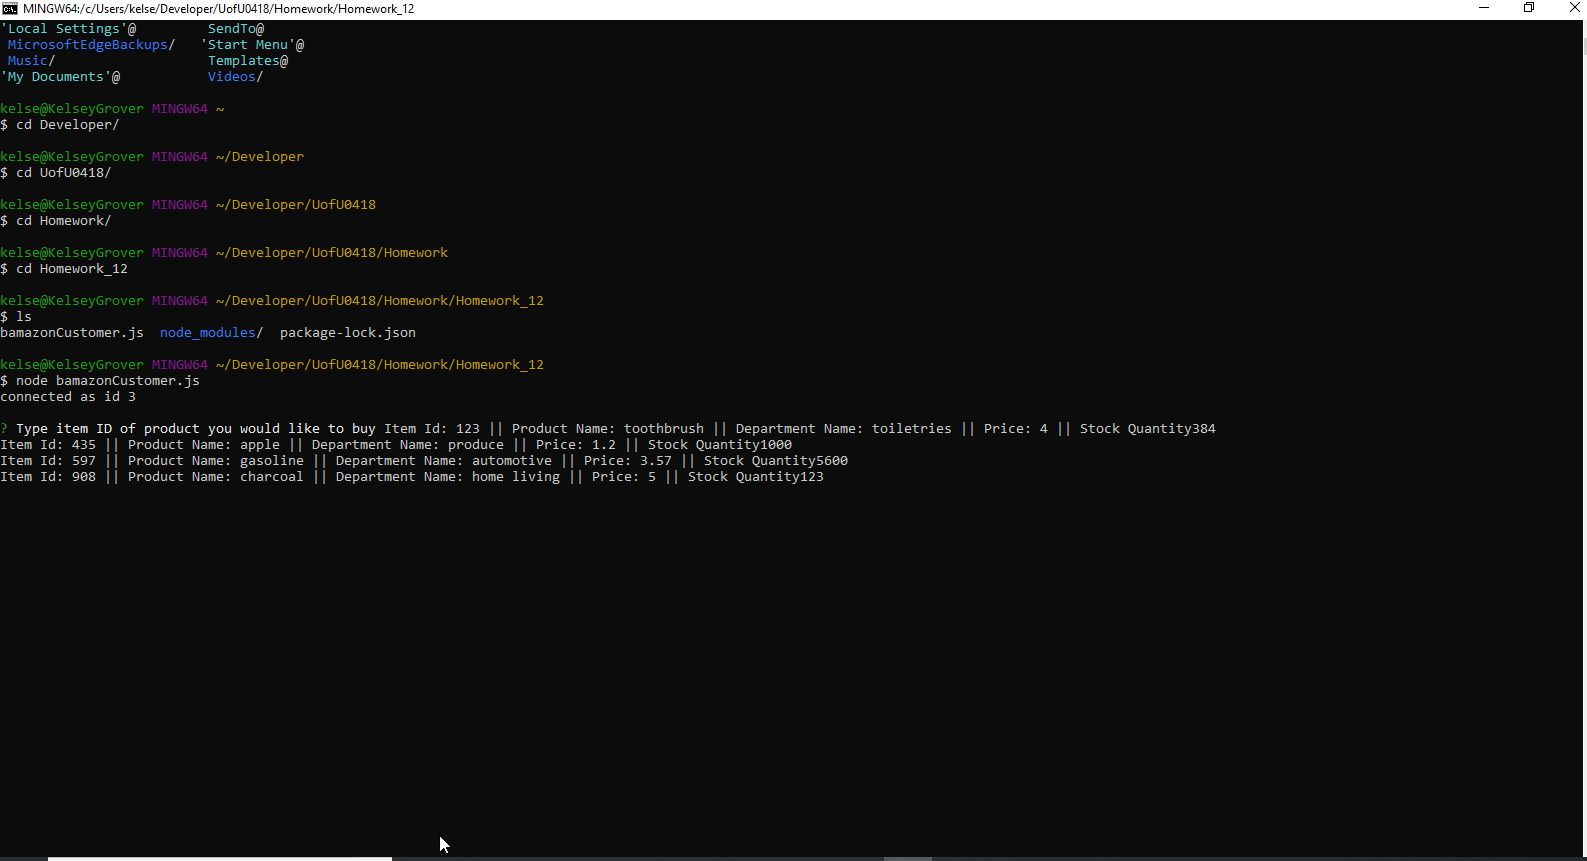 MINGW64:/c/Users/kelse/Developer/UofU0418/Homework/Homework_12
'Local Settings'@         SendTo@
 MicrosoftEdgeBackups/   'Start Menu'@
 Music/                   Templates@
'My Documents'@           Videos/
kelse@KelseyGrover MINGW64 ~
$ cd Developer/
kelse@KelseyGrover MINGW64 ~/Developer
$ cd UofU0418/
kelse@KelseyGrover MINGW64 ~/Developer/UofU0418
$ cd Homework/
kelse@KelseyGrover MINGW64 ~/Developer/UofU0418/Homework
$ cd Homework_12
kelse@KelseyGrover MINGW64 ~/Developer/UofU0418/Homework/Homework_12
$ ls
bamazonCustomer.js  node_modules/  package-lock.json
kelse@KelseyGrover MINGW64 ~/Developer/UofU0418/Homework/Homework_12
$ node bamazonCustomer.js
connected as id 3
? Type item ID of product you would like to buy Item Id: 123 || Product Name: toothbrush || Department Name: toiletries || Price: 4 || Stock Quantity384
Item Id: 435 || Product Name: apple || Department Name: produce || Price: 1.2 || Stock Quantity1000
Item Id: 597 || Product Name: gasoline || Department Name: automotive || Price: 3.57 || Stock Quantity5600
Item Id: 908 || Product Name: charcoal || Department Name: home living || Price: 5 || Stock Quantity123